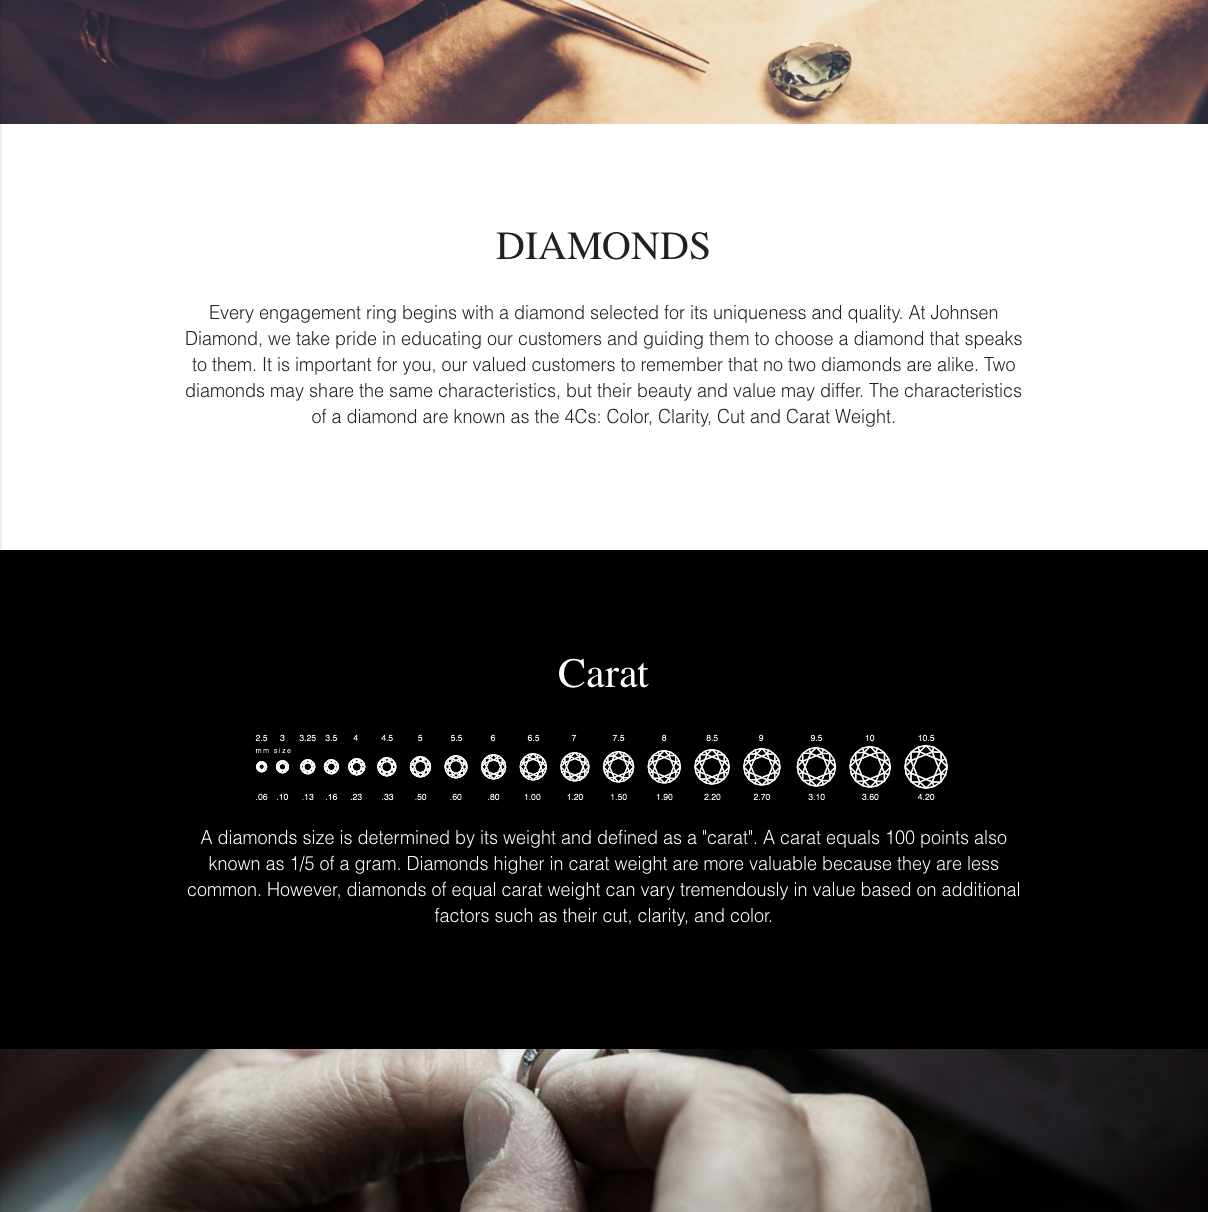 DIAMONDS
Every engagement ring begins with a diamond selected for its uniqueness and quality. At Johnsen
Diamond, we take pride in educating our customers and guiding them to choose a diamond that speaks
to them. It is important for you, our valued customers to remember that no two diamonds are alike. Two
diamonds may share the same characteristics, but their beauty and value may differ. The characteristics
of a diamond are known as the 4Cs: Color, Clarity, Cut and Carat Weight.
Carat
2.5 3 3.25 3.5 4 4.5 5 5.5 6 6.5 7 7.5 8 8.5 9 9.5 10 10.5
mm size
.06 .10 .13 .16 .23 .33 .50 .60 .80 1.00 1.20 1.50 1.90 2.20 2.70 3.10 3.60 4.20
A diamonds size is determined by its weight and defined as a "carat". A carat equals 100 points also
known as 1/5 of a gram. Diamonds higher in carat weight are more valuable because they are less
common. However, diamonds of equal carat weight can vary tremendously in value based on additional
factors such as their cut, clarity, and color.